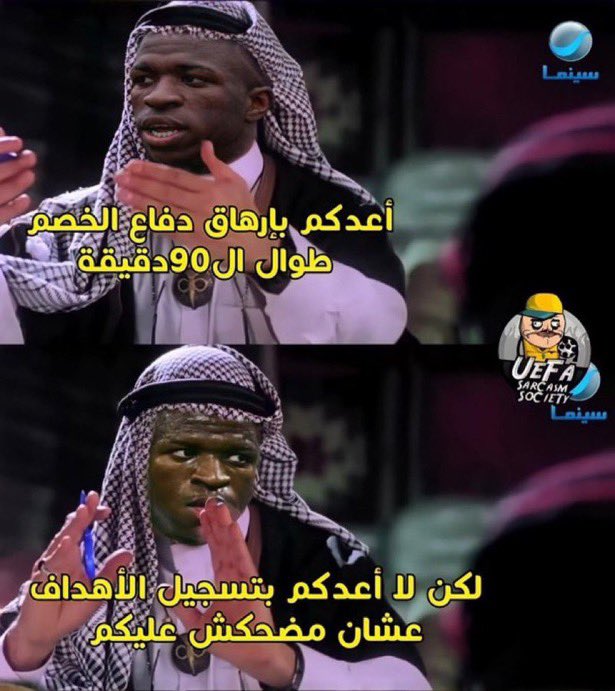 سينما
أعدكم بإرهاق دفاع الخصم
طوال ال90دقيقة
UEFA
SARCASM
SOCIETY
سينما
لكن لا أعدكم بتسجيل الأهداف
عشان مضحكش عليكم